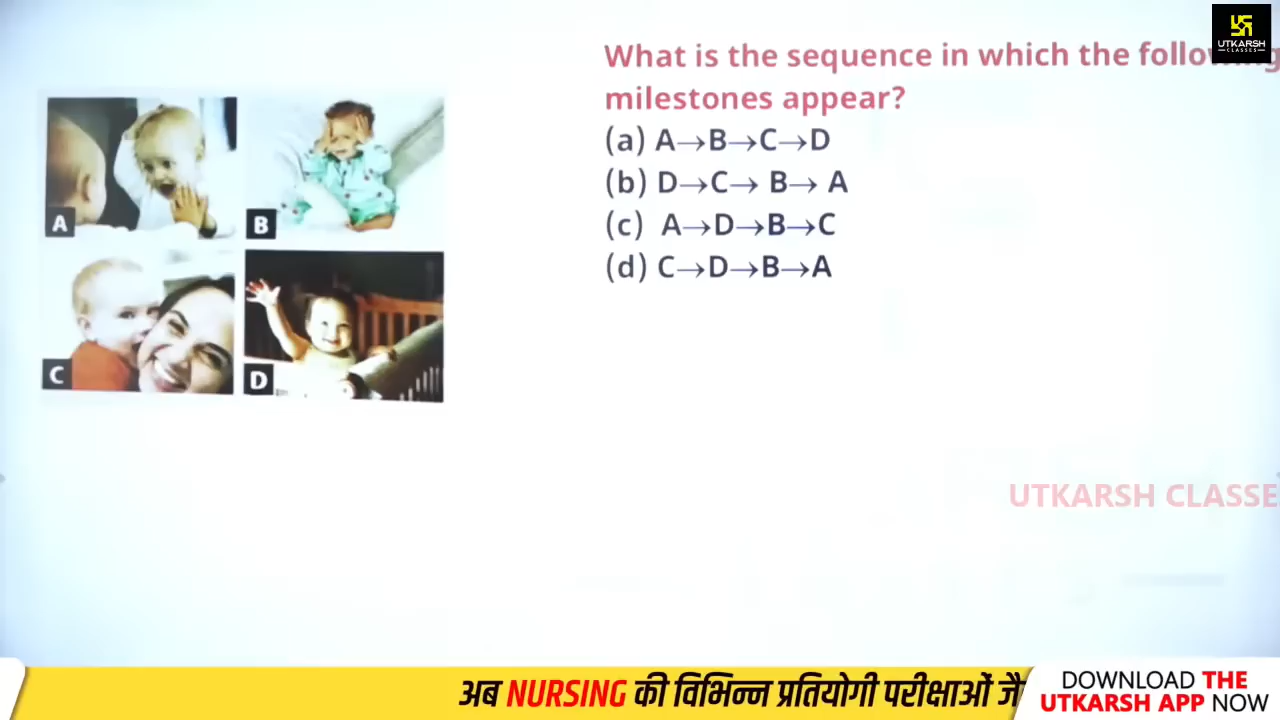 UTKARSH
CLASSES
What is the sequence in which the following
milestones appear?
(a) A→B→C→D
(b) D→C→ B→ A
(c) A→D→B→C
(d) C→D→B→A
A
B
C
D
UTKARSH CLASSE
अब NURSING की विभिन्न प्रतियोगी परीक्षाओं
DOWNLOAD THE
UTKARSH APP NOW